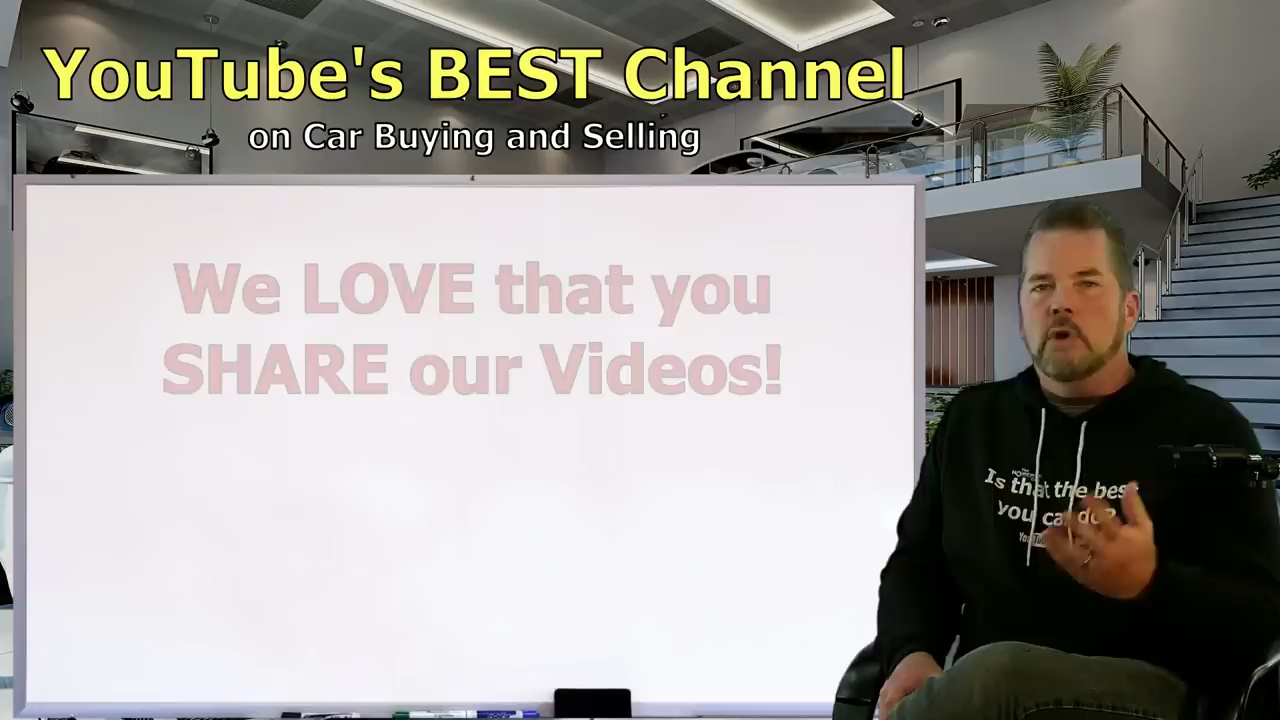 YouTube's BEST Channel
on Car Buying and Selling
We LOVE that you
SHARE our Videos!
Is that the best
you can do?